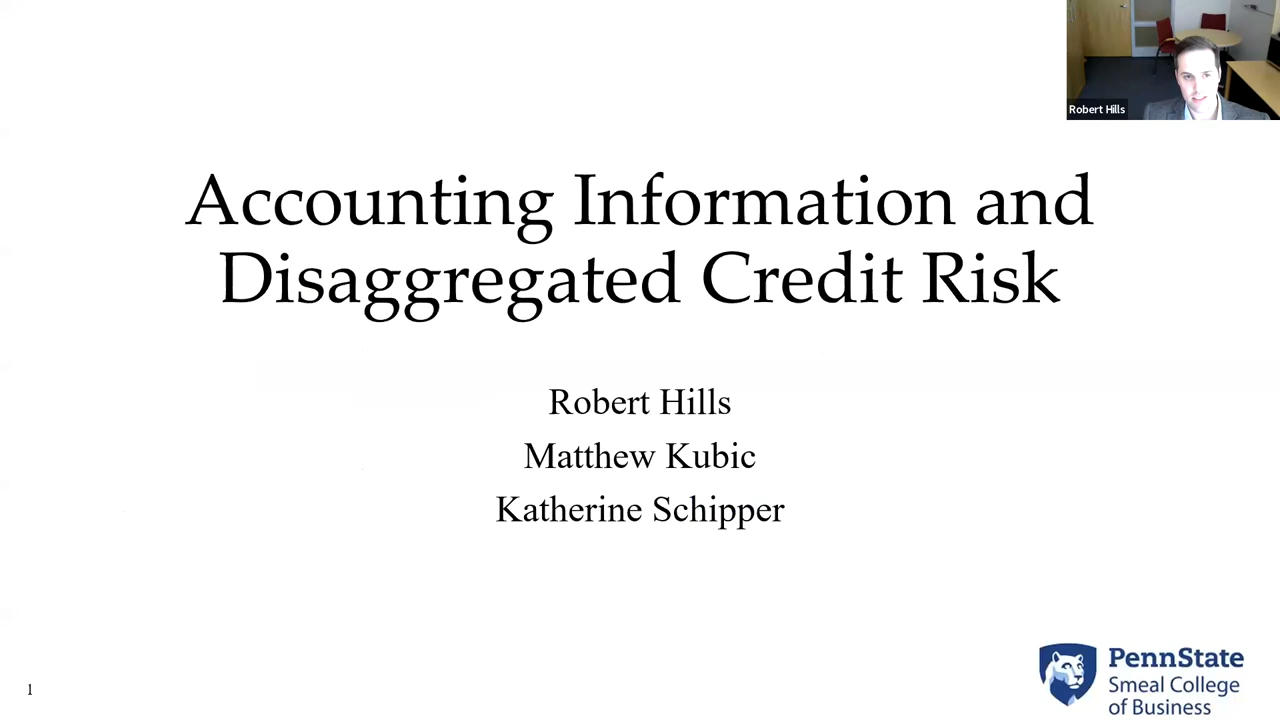 Robert Hills
Accounting Information and
Disaggregated Credit Risk
Robert Hills
Matthew Kubic
Katherine Schipper
1
PennState
Smeal College
of Business